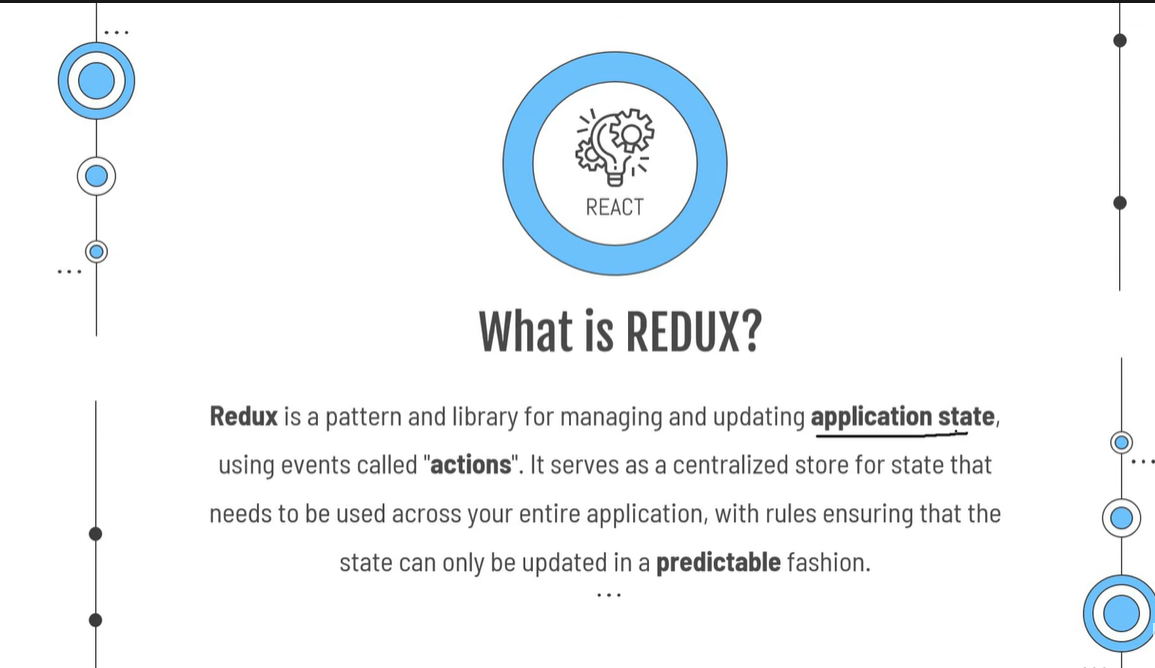 REACT
What is REDUX?
Redux is a pattern and library for managing and updating application state,
using events called "actions". It serves as a centralized store for state that
needs to be used across your entire application, with rules ensuring that the
state can only be updated in a predictable fashion.